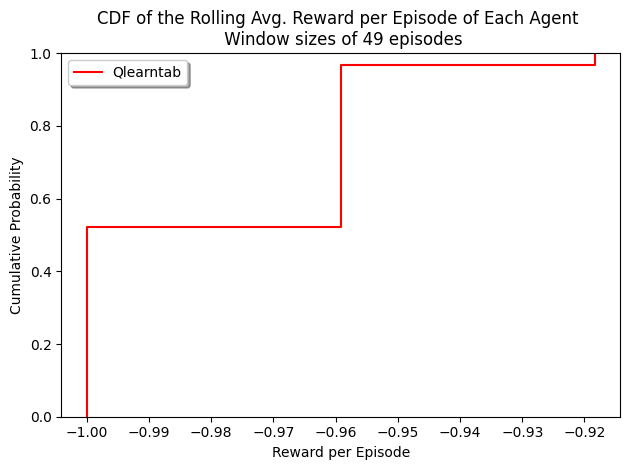 CDF of the Rolling Avg. Reward per Episode of Each Agent
Window sizes of 49 episodes
Qlearntab
Cumulative Probability
1.0
0.8
0.6
0.4
0.2
0.0
−1.00 −0.99 −0.98 −0.97 −0.96 −0.95 −0.94 −0.93 −0.92
Reward per Episode